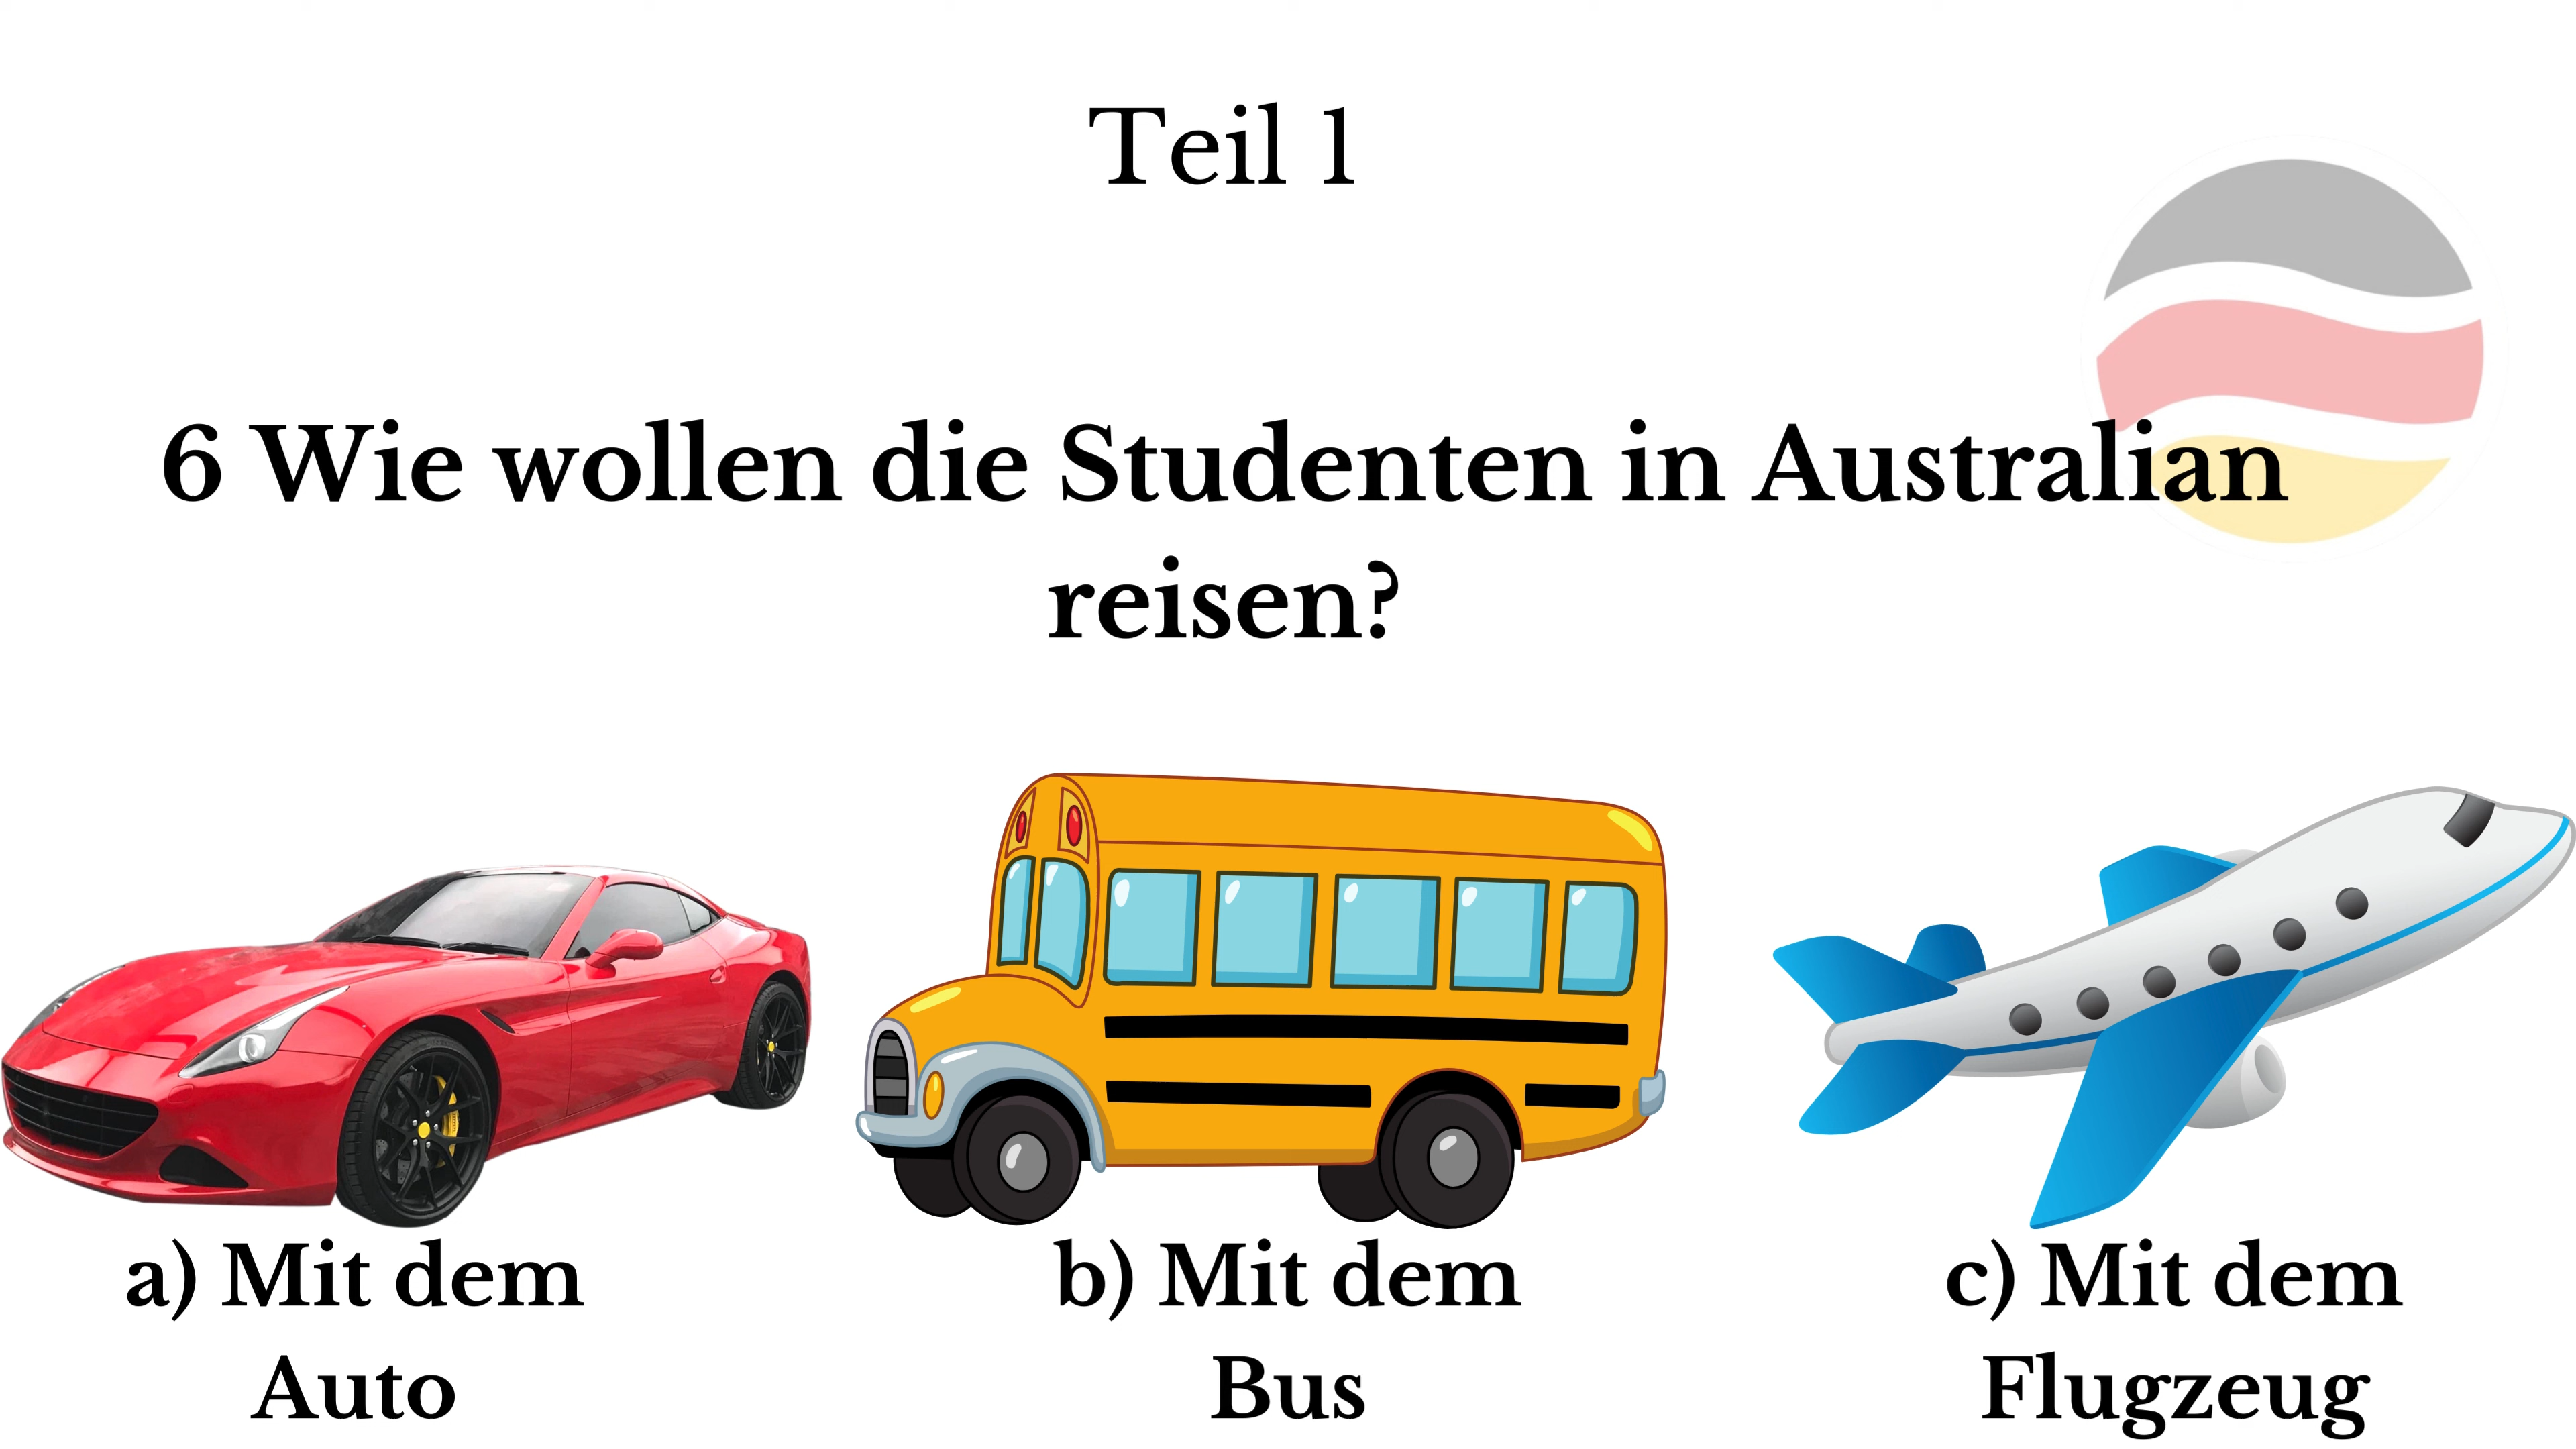 Teil 1
6 Wie wollen die Studenten in Australian
reisen?
a) Mit dem
Auto
b) Mit dem
Bus
c) Mit dem
Flugzeug